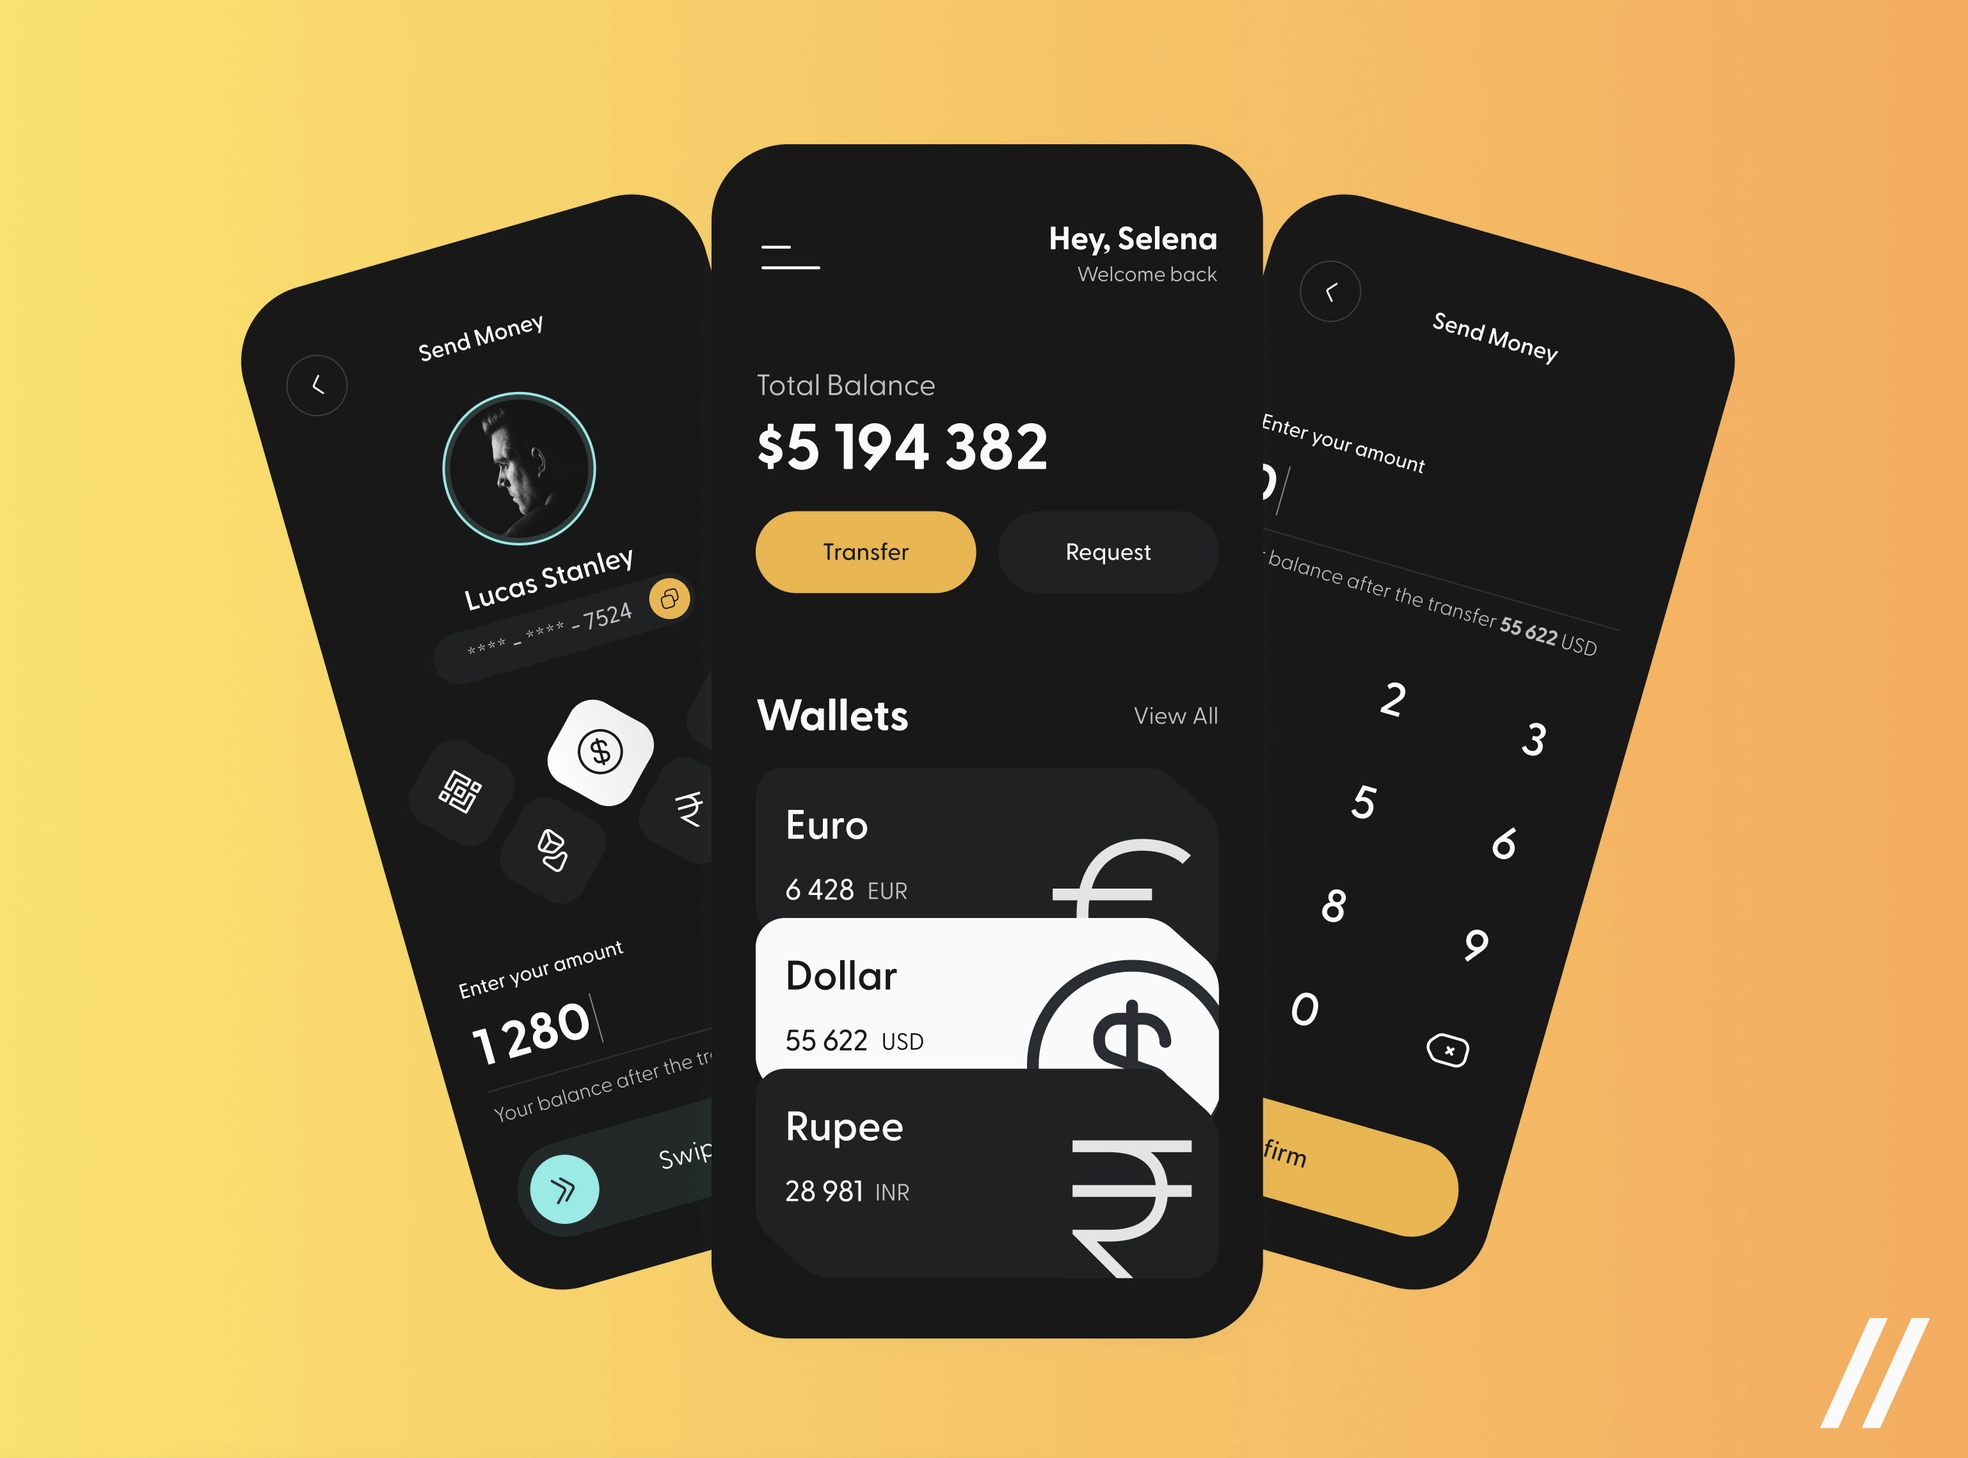 Send Money
Lucas Stanley
**** - **** - 7524
Enter your amount
1 280
Your balance after the
Hey, Selena
Welcome back
Total Balance
$5 194 382
Transfer
Request
Wallets
View All
Euro
6 428 EUR
Dollar
55 622 USD
Rupee
28 981 INR
Send Money
Enter your amount
0
balance after the transfer 55 622 USD
2
3
5
6
8
9
0